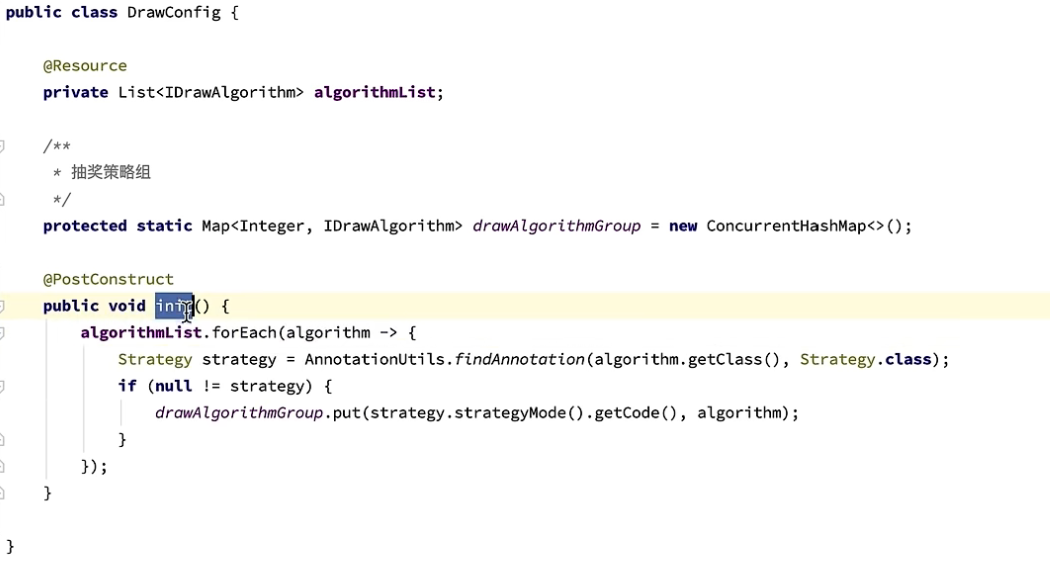 public class DrawConfig {
@Resource
private List<IDrawAlgorithm> algorithmList;
/**
* 抽奖策略组
*/
protected static Map<Integer, IDrawAlgorithm> drawAlgorithmGroup = new ConcurrentHashMap<>();
@PostConstruct
public void init() {
algorithmList.forEach(algorithm -> {
Strategy strategy = AnnotationUtils.findAnnotation(algorithm.getClass(), Strategy.class);
if (null != strategy) {
drawAlgorithmGroup.put(strategy.strategyMode().getCode(), algorithm);
}
});
}
}